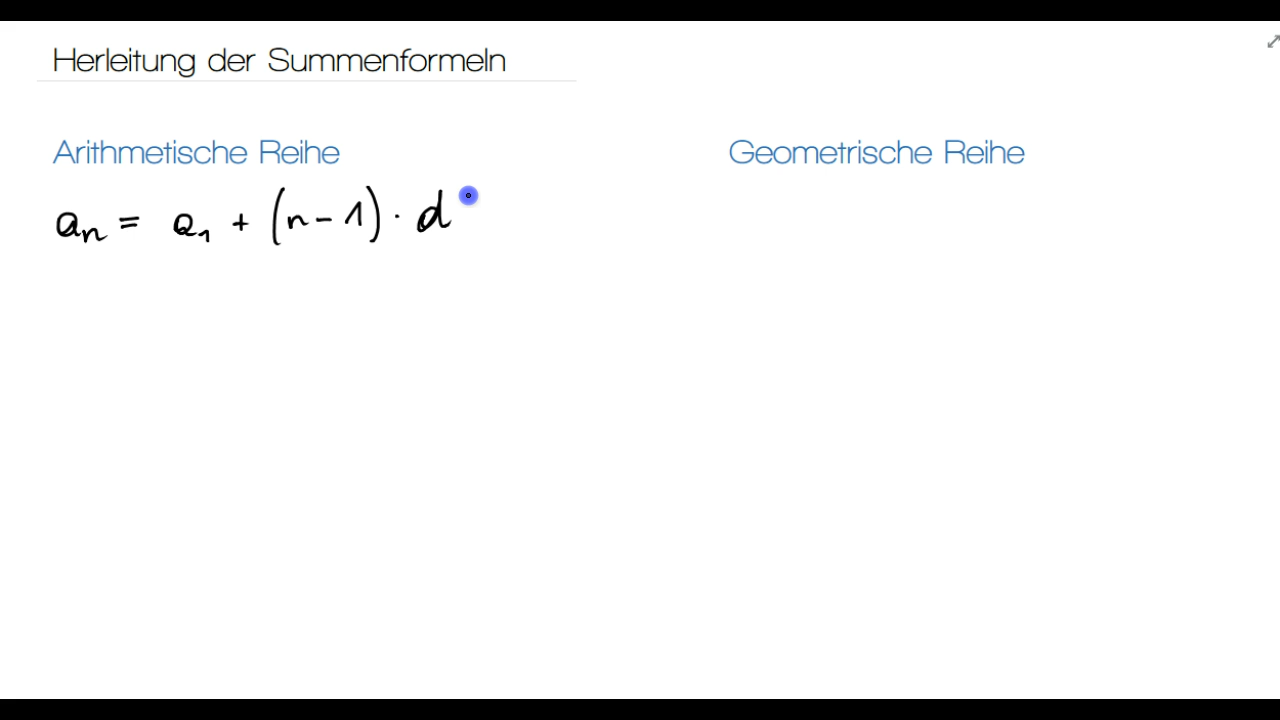 Herleitung der Summenformeln
Arithmetische Reihe
Geometrische Reihe
aₙ = a₁ + (n - 1) · d